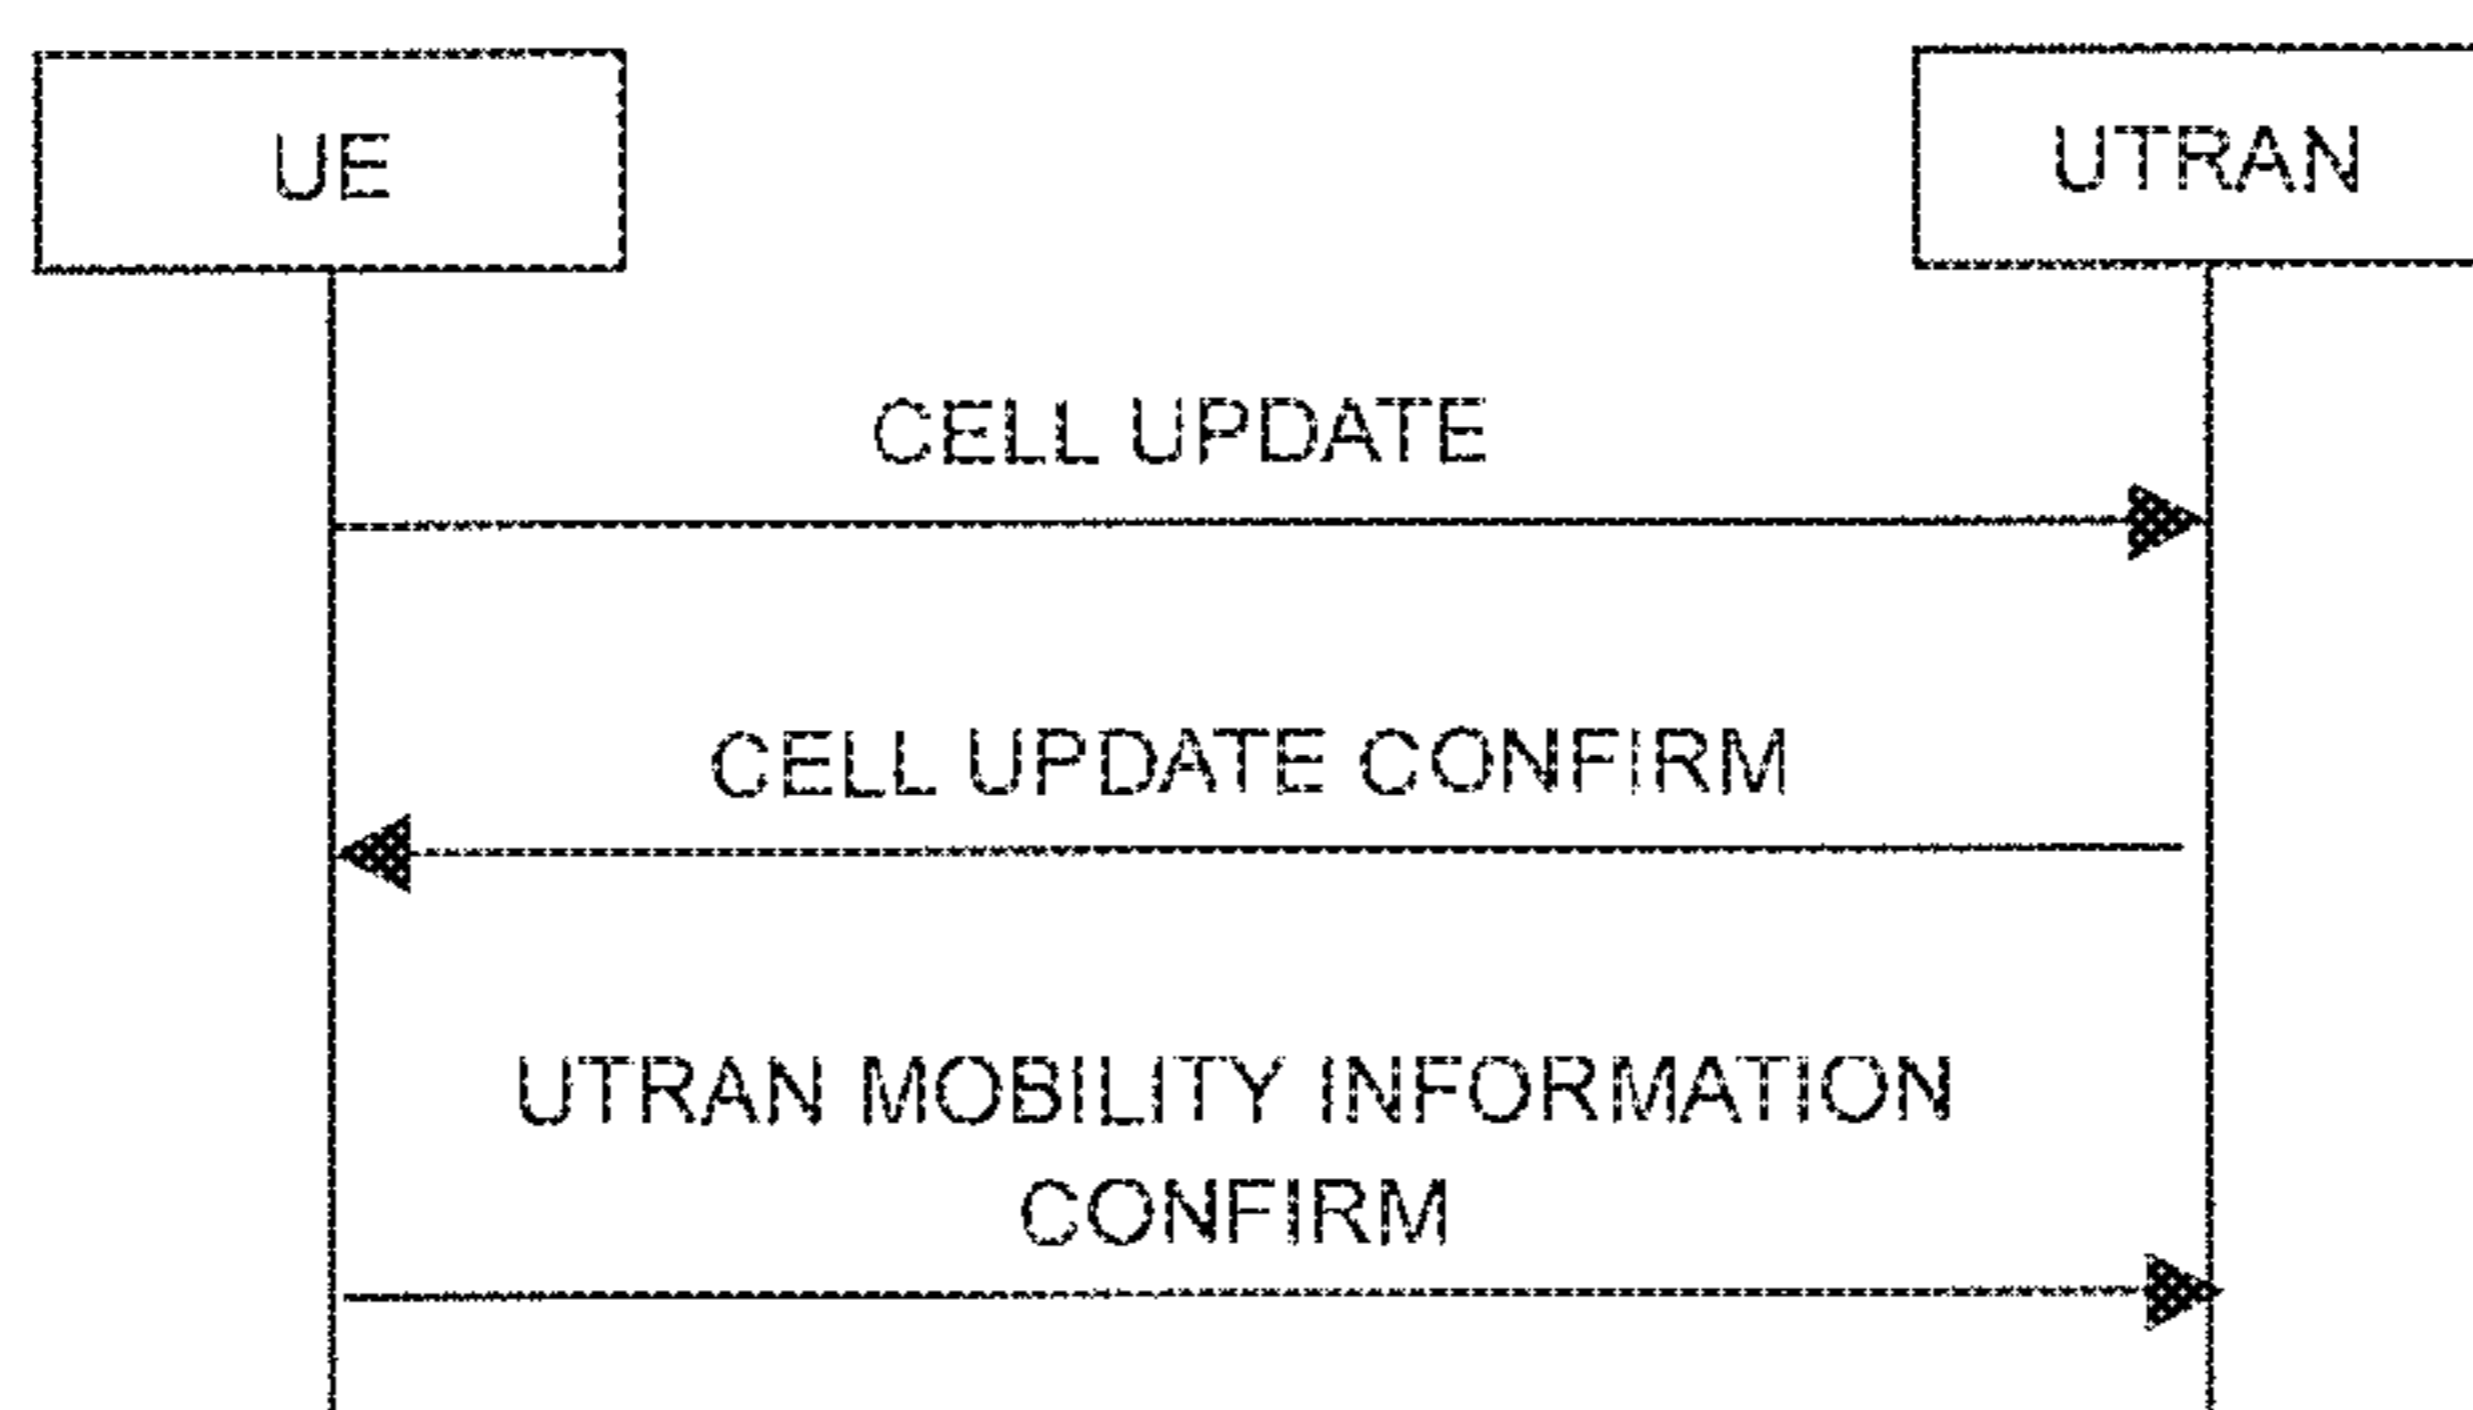 UE
UTRAN
CELL UPDATE
CELL UPDATE CONFIRM
UTRAN MOBILITY INFORMATION
CONFIRM